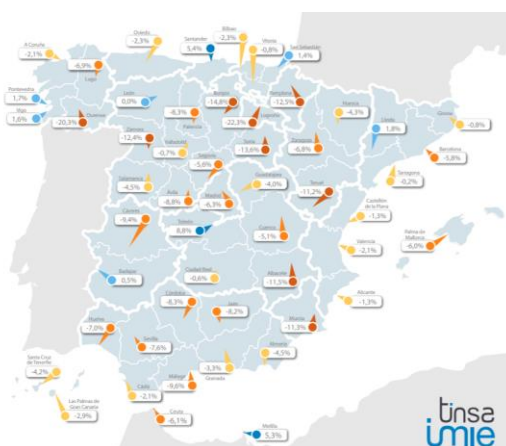 A Coruña
-2,1%
Oviedo
-2,3%
Santander
5,4%
Bilbao
-2,3%
Vitoria
-0,8%
San Sebastián
1,4%
Lugo
-6,9%
Pontevedra
1,7%
1,6%
Ourense
-20,3%
León
0,0%
Palencia
-8,3%
Burgos
-14,8%
Logroño
-22,3%
Pamplona
-12,5%
Huesca
-4,3%
Lleida
1,8%
Girona
-0,8%
Barcelona
-5,8%
Zamora
-12,4%
Valladolid
-0,7%
Soria
-13,6%
Zaragoza
-6,8%
Tarragona
-0,2%
Segovia
-5,6%
Salamanca
-4,5%
Ávila
-8,8%
Madrid
-6,3%
Guadalajara
-4,0%
Teruel
-11,2%
Castellón de la Plana
-1,3%
Cáceres
-9,4%
Toledo
8,8%
Cuenca
-5,1%
Valencia
-2,1%
Palma de Mallorca
-6,0%
Badajoz
0,5%
Ciudad Real
-0,6%
Albacete
-11,5%
Alicante
-1,3%
Huelva
-7,0%
Córdoba
-8,3%
Jaén
-8,2%
Murcia
-11,3%
Sevilla
-7,6%
Almería
-4,5%
Santa Cruz de Tenerife
-4,2%
Las Palmas de Gran Canaria
-2,9%
Cádiz
-2,1%
Málaga
-9,6%
Granada
-3,3%
Ceuta
-6,1%
Melilla
5,3%
tinsa
imie